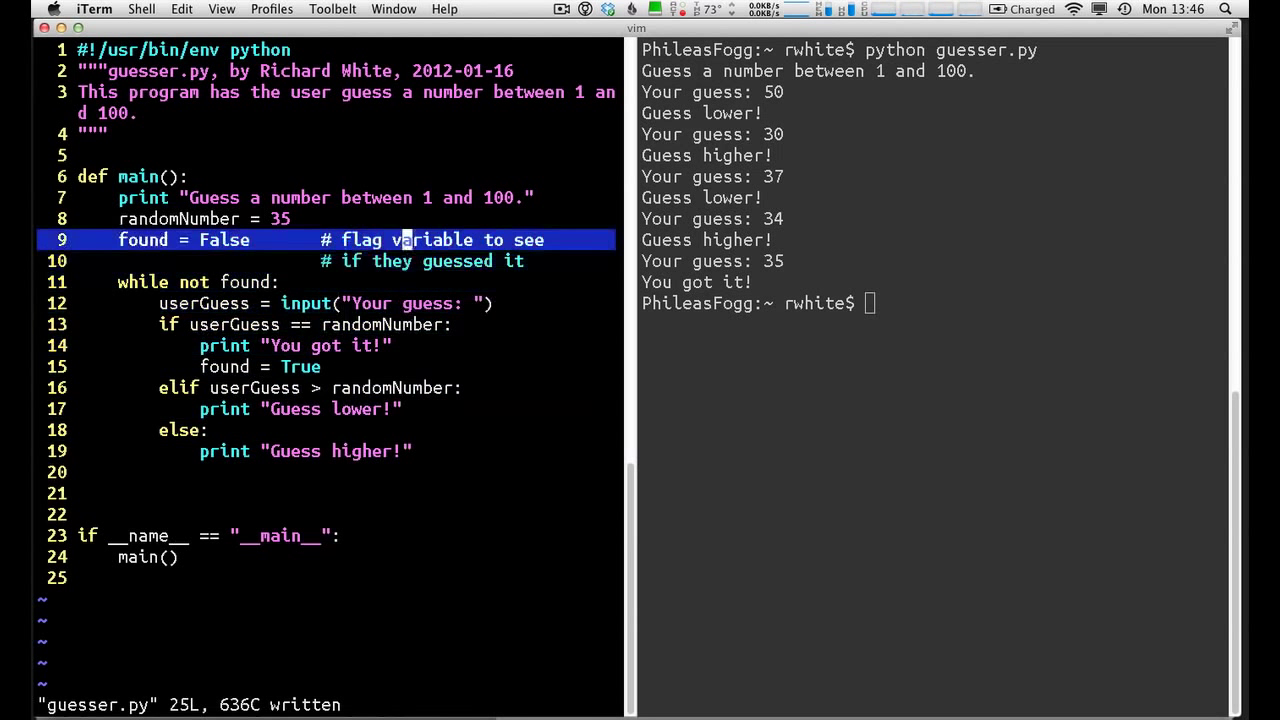 iTerm Shell Edit View Profiles Toolbelt Window Help 73° 0.0KB/s 0.0KB/s Charged Mon 13:46
vim
1 #!/usr/bin/env python
2 """guesser.py, by Richard White, 2012-01-16
3 This program has the user guess a number between 1 an
d 100.
4 """
5
6 def main():
7     print "Guess a number between 1 and 100."
8     randomNumber = 35
9     found = False       # flag variable to see
10                        # if they guessed it
11    while not found:
12        userGuess = input("Your guess: ")
13        if userGuess == randomNumber:
14            print "You got it!"
15            found = True
16        elif userGuess > randomNumber:
17            print "Guess lower!"
18        else:
19            print "Guess higher!"
20
21
22
23 if __name__ == "__main__":
24     main()
25
~
~
~
~
~
"guesser.py" 25L, 636C written
PhileasFogg:~ rwhite$ python guesser.py
Guess a number between 1 and 100.
Your guess: 50
Guess lower!
Your guess: 30
Guess higher!
Your guess: 37
Guess lower!
Your guess: 34
Guess higher!
Your guess: 35
You got it!
PhileasFogg:~ rwhite$